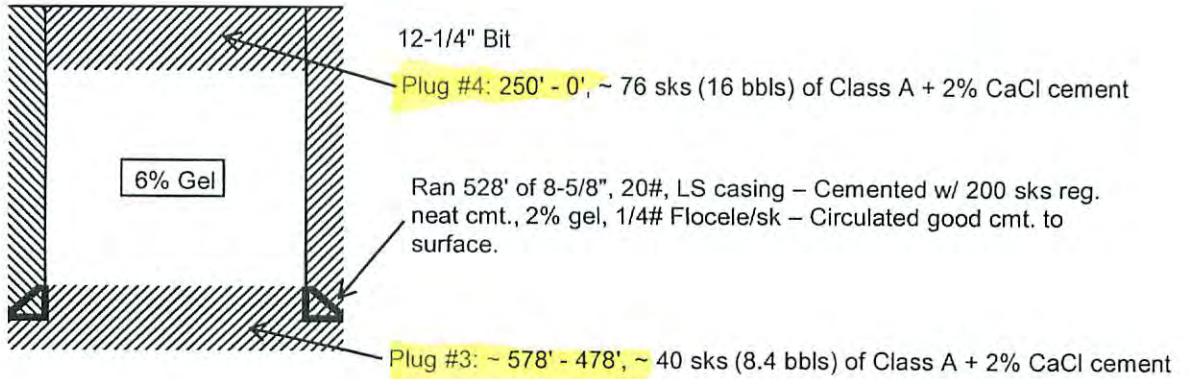 12-1/4" Bit
Plug #4: 250' - 0', ~ 76 sks (16 bbls) of Class A + 2% CaCl cement
6% Gel
Ran 528' of 8-5/8", 20#, LS casing – Cemented w/ 200 sks reg.
neat cmt., 2% gel, 1/4# Flocele/sk – Circulated good cmt. to
surface.
Plug #3: ~ 578' - 478', ~ 40 sks (8.4 bbls) of Class A + 2% CaCl cement